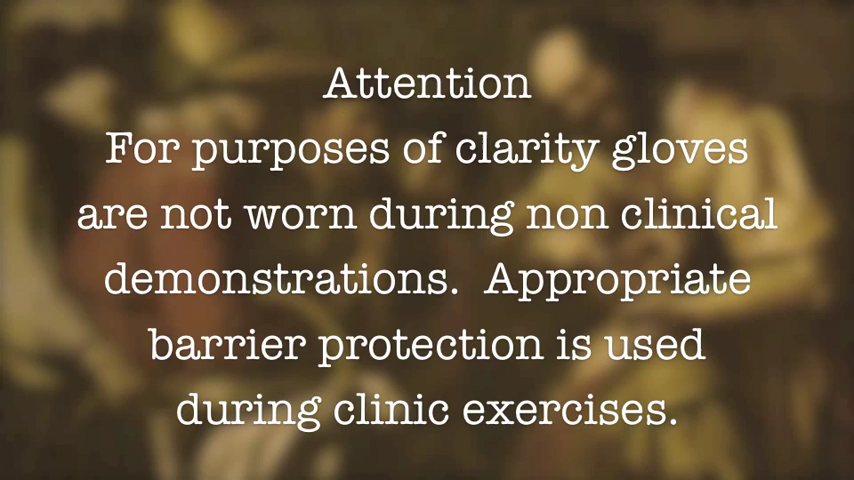 Attention
For purposes of clarity gloves
are not worn during non clinical
demonstrations.  Appropriate
barrier protection is used
during clinic exercises.